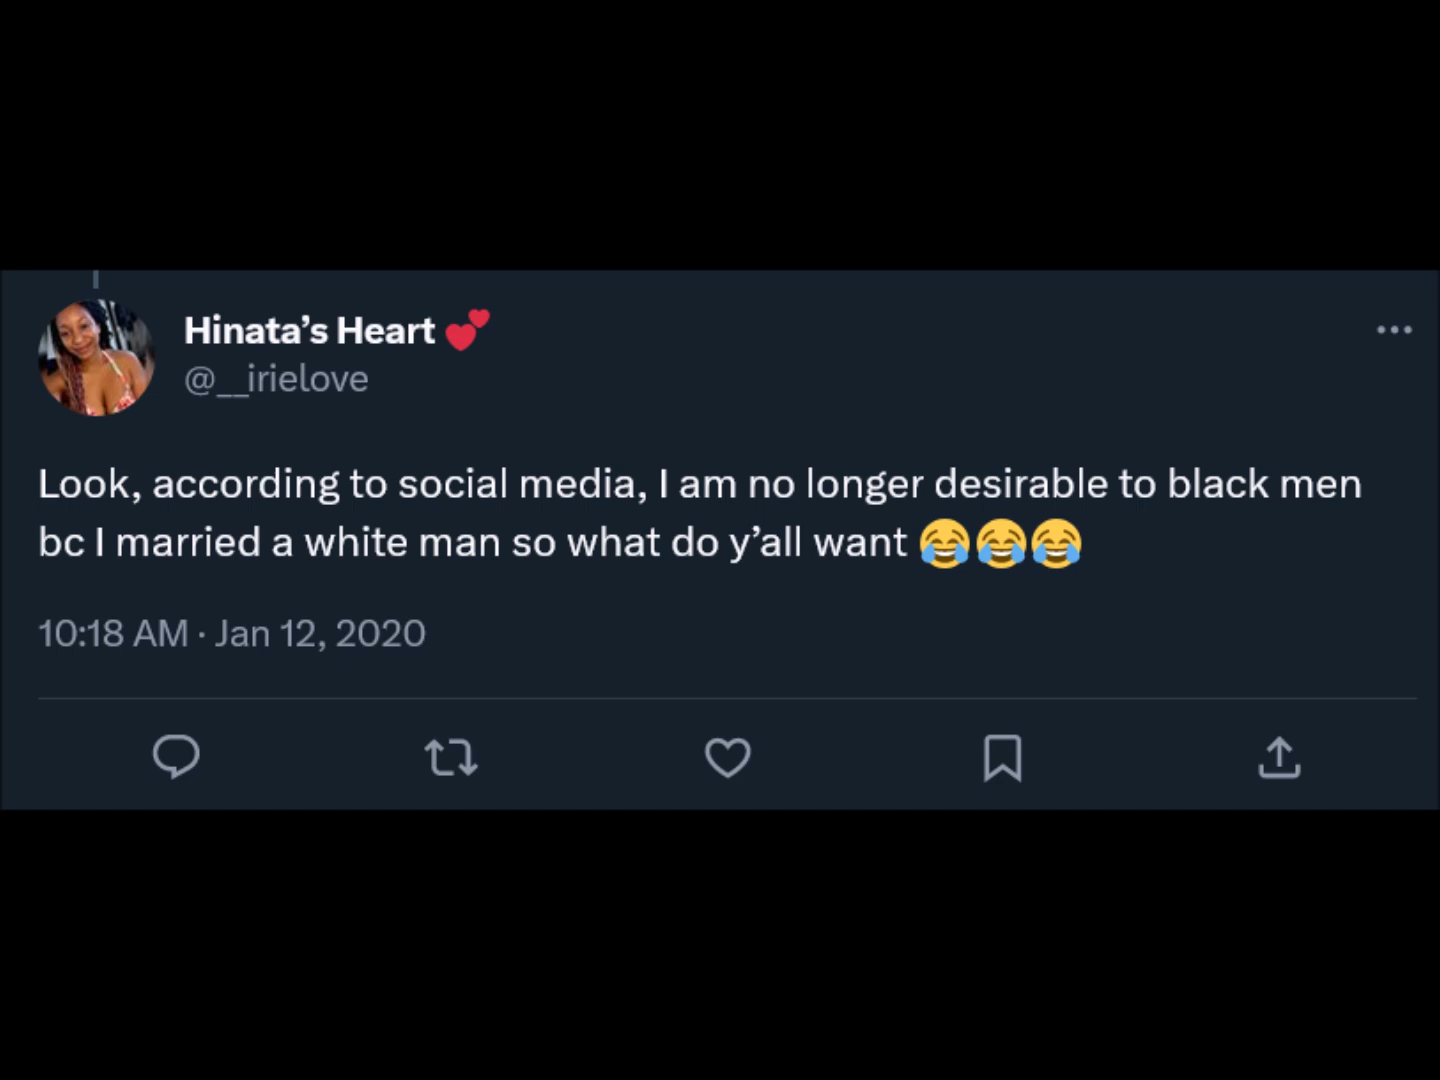 Hinata’s Heart 💕
@__irielove
Look, according to social media, I am no longer desirable to black men
bc I married a white man so what do y’all want 😂😂😂
10:18 AM · Jan 12, 2020